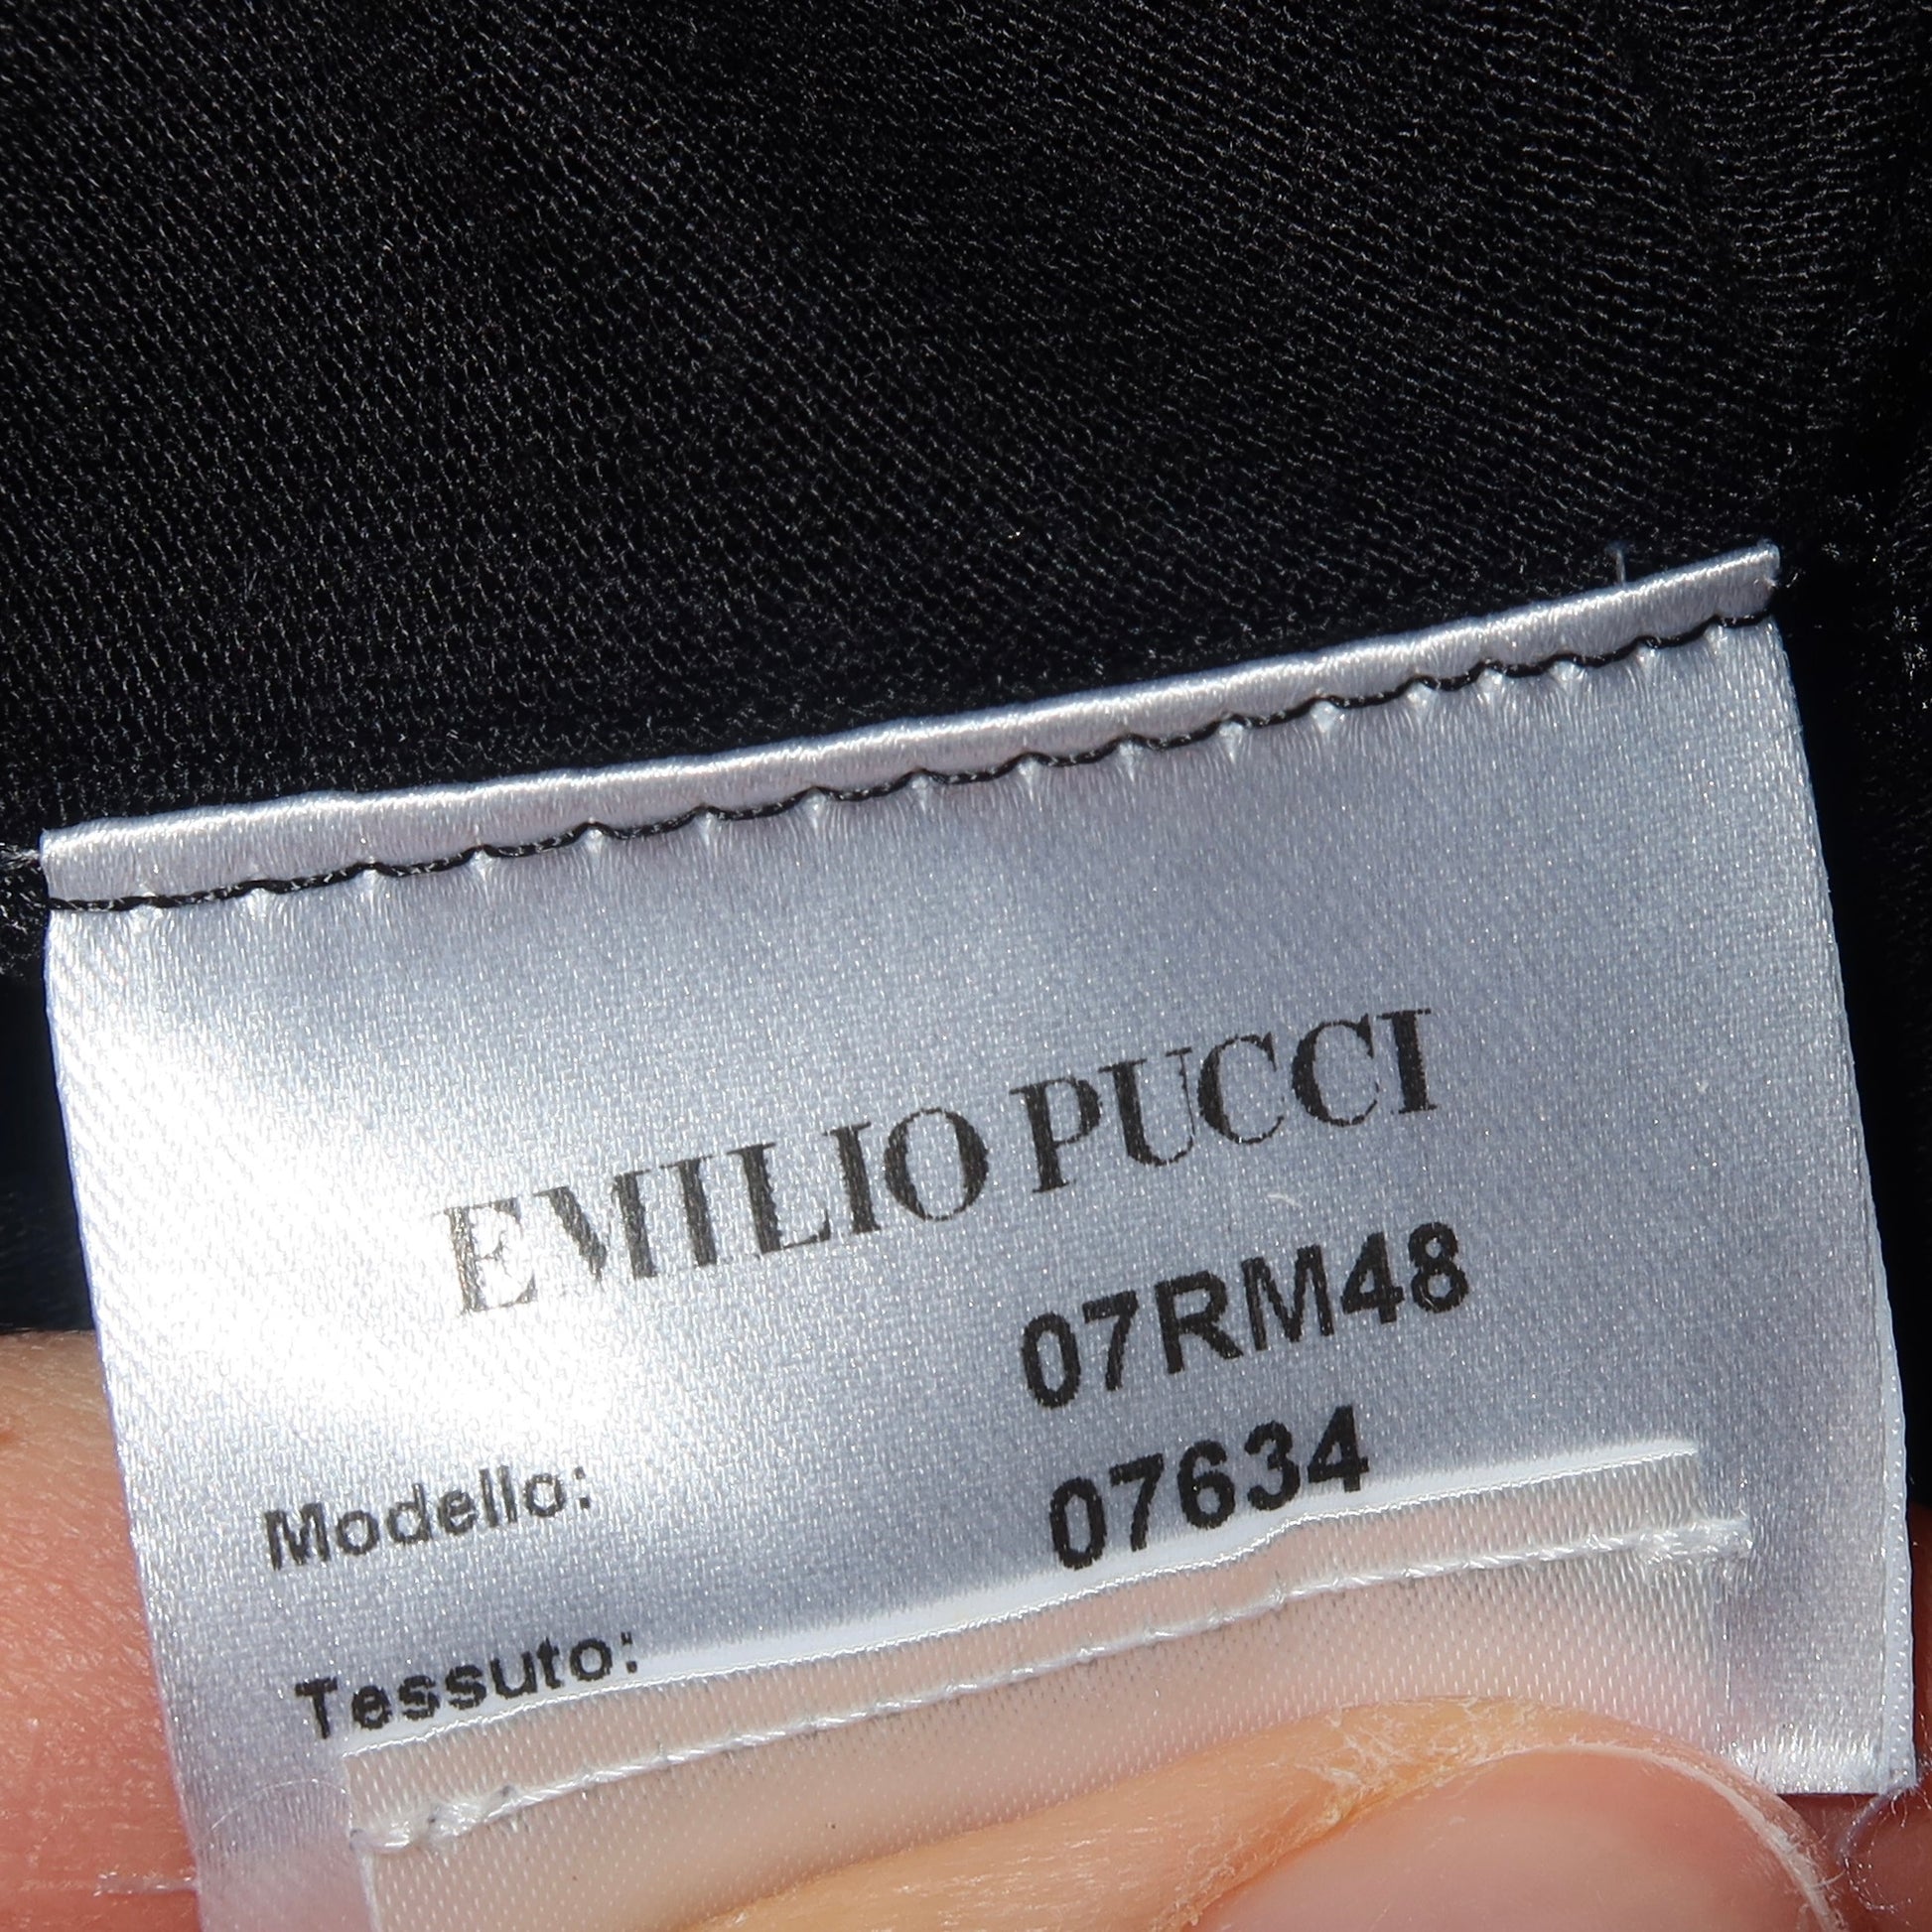 EMILIO PUCCI
Modello: 07RM48
Tessuto: 07634